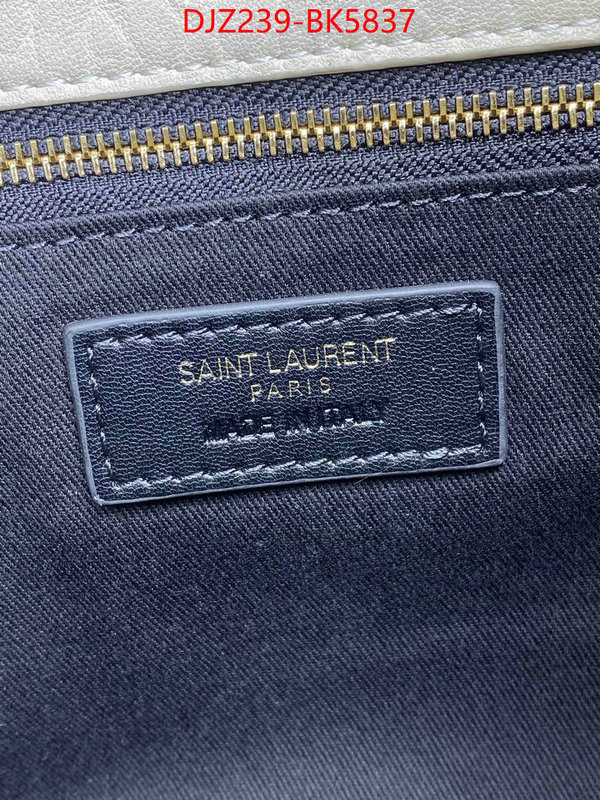 DJZ239-BK5837
SAINT LAURENT
PARIS
MADE IN ITALY